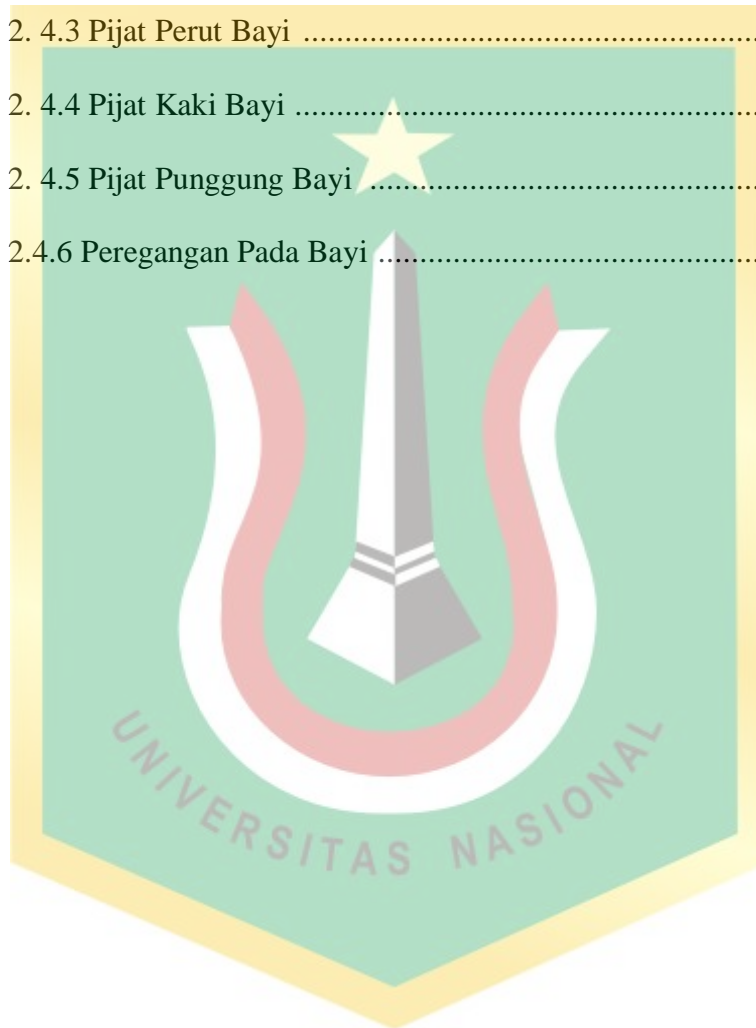 2. 4.3 Pijat Perut Bayi ........................................................
2. 4.4 Pijat Kaki Bayi .........................................................
2. 4.5 Pijat Punggung Bayi ................................................
2.4.6 Peregangan Pada Bayi ...............................................
UNIVERSITAS NASIONAL